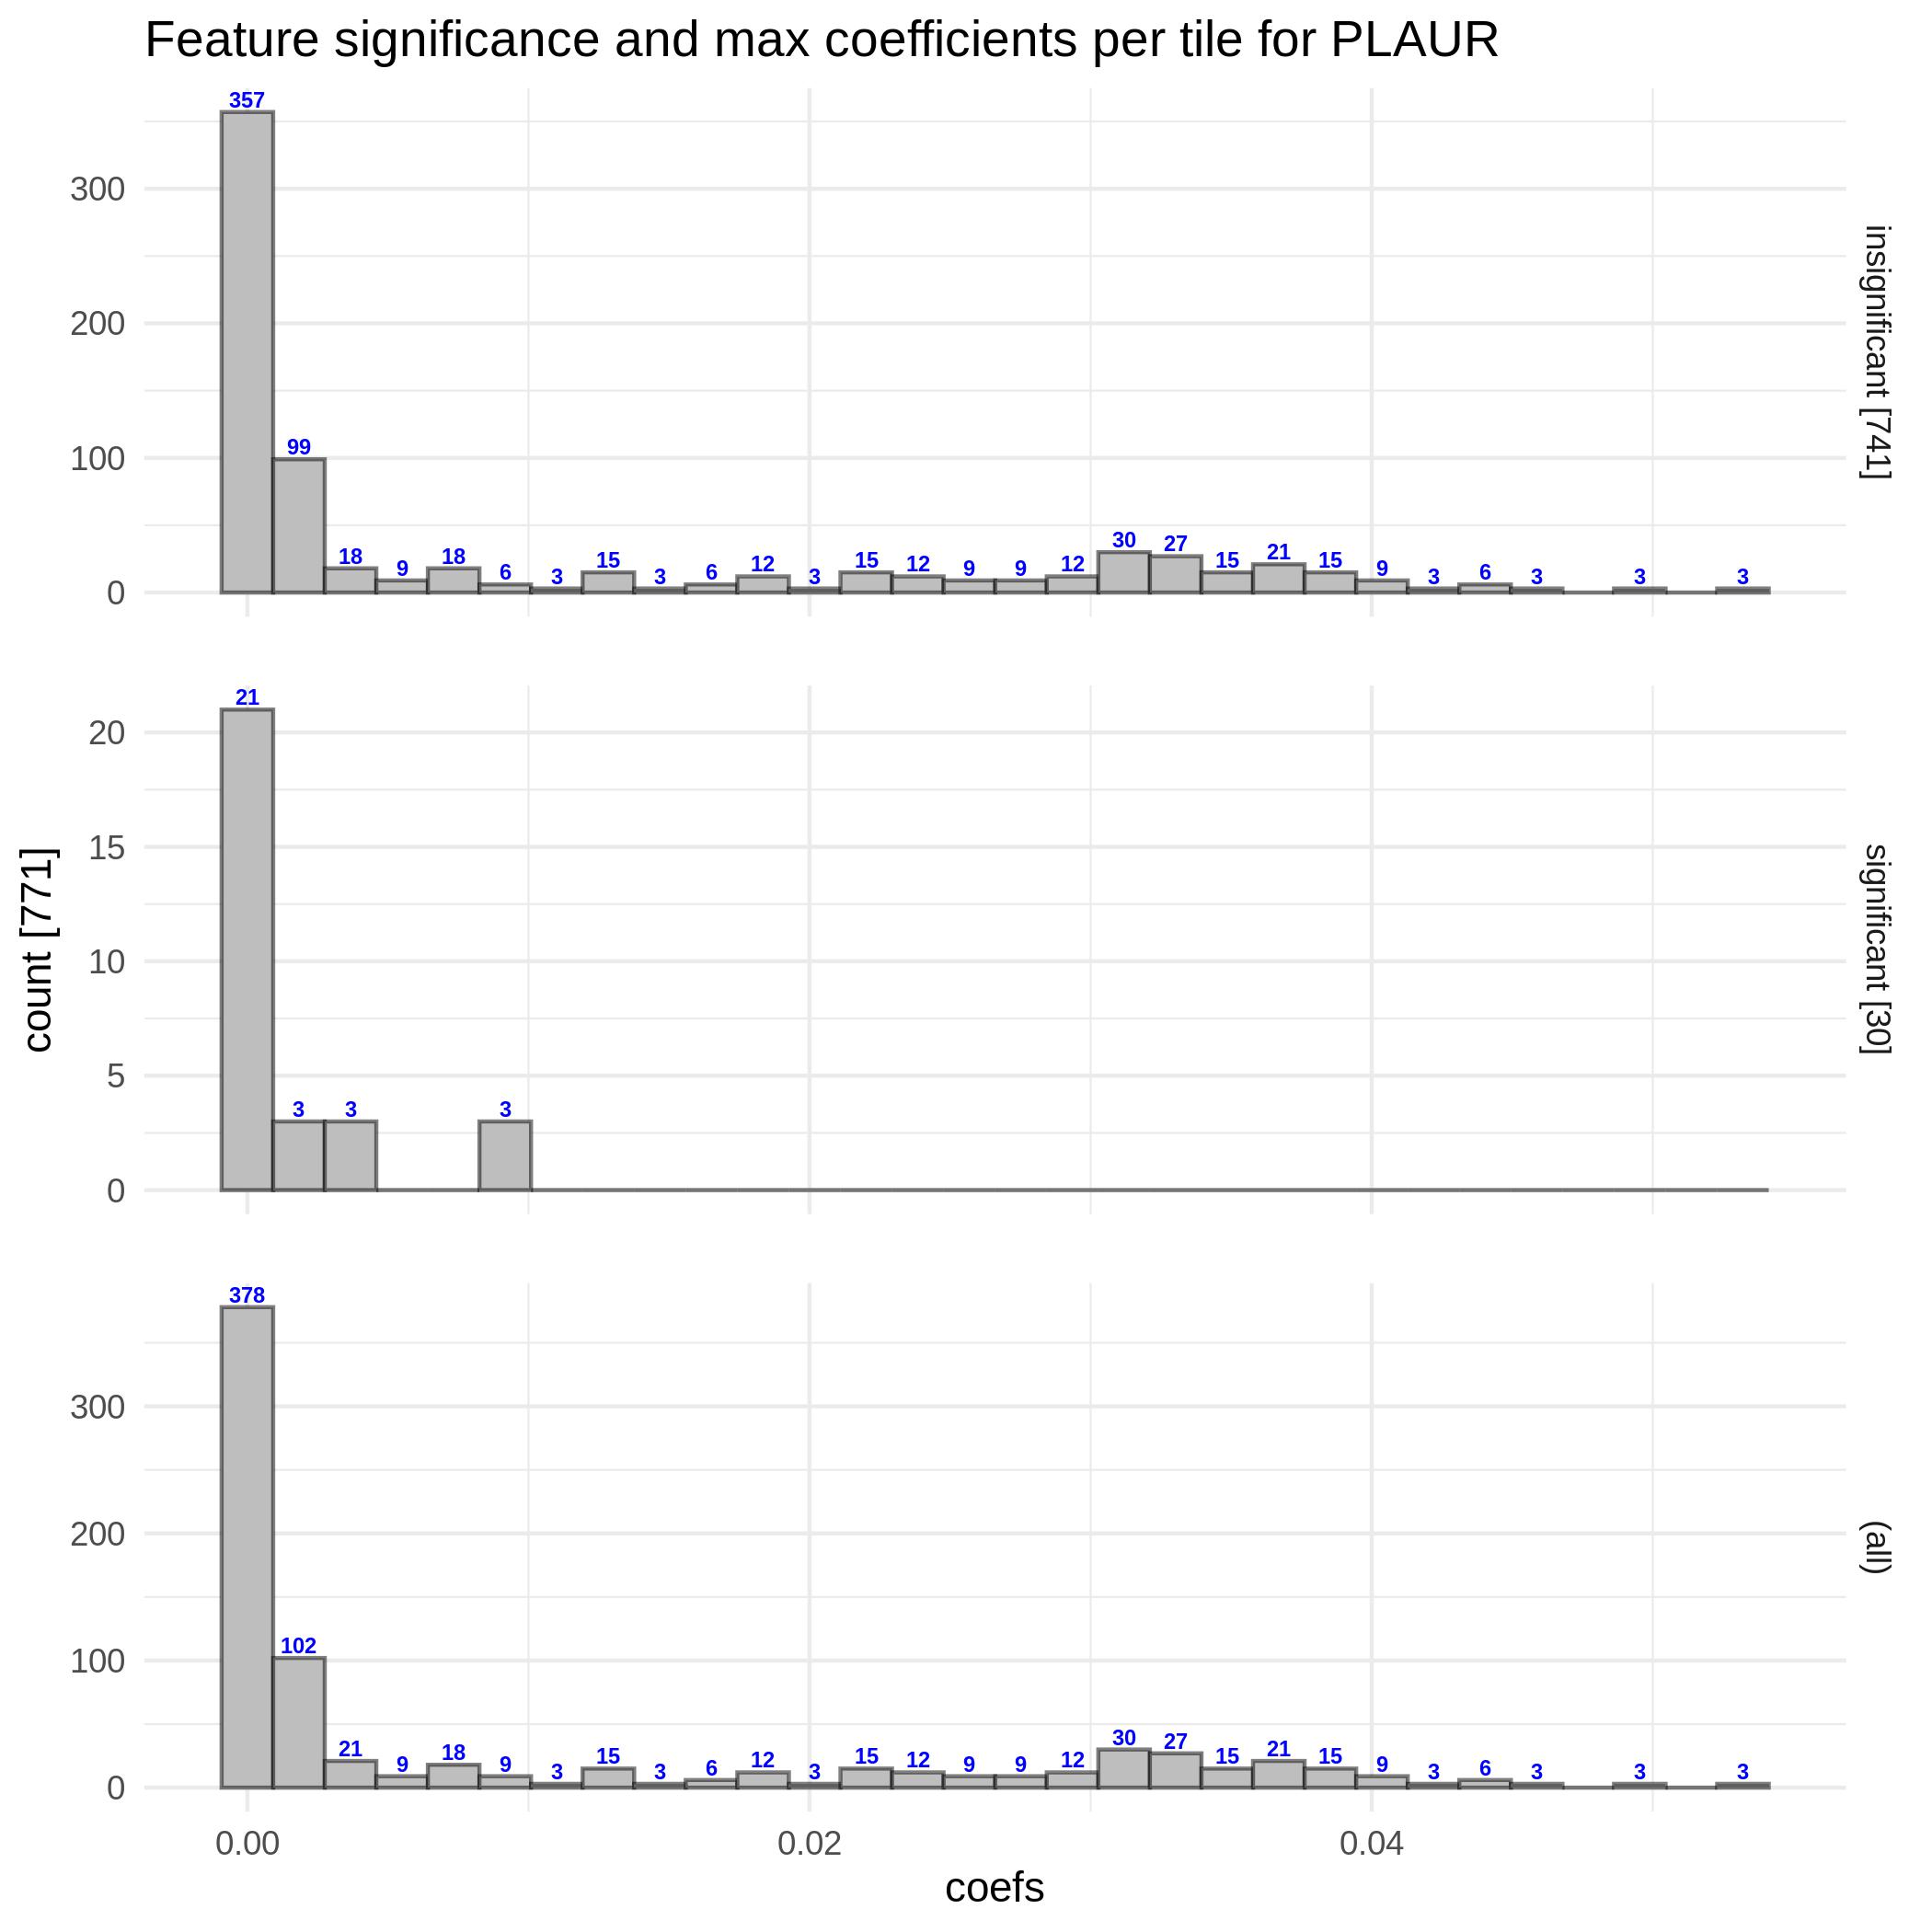 Feature significance and max coefficients per tile for PLAUR
357
99
18 9 18 6 3 15 3 6 12 3 15 12 9 9 12 30 27 15 21 15 9 3 6 3 3 3
300
200
100
0
insignificant [741]
21
3 3 3
20
15
10
5
0
significant [30]
count [771]
378
102
21 9 18 9 3 15 3 6 12 3 15 12 9 9 12 30 27 15 21 15 9 3 6 3 3 3
300
200
100
0
(all)
0.00 0.02 0.04
coefs